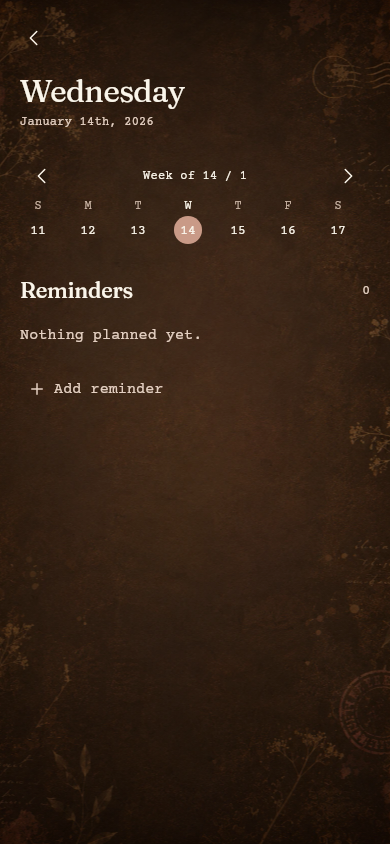 Wednesday
January 14th, 2026
Week of 14 / 1
S M T W T F S
11 12 13 14 15 16 17
Reminders 0
Nothing planned yet.
+ Add reminder